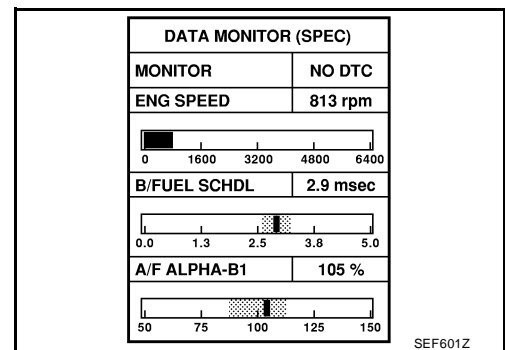 DATA MONITOR (SPEC)
MONITOR NO DTC
ENG SPEED 813 rpm
0 1600 3200 4800 6400
B/FUEL SCHDL 2.9 msec
0.0 1.3 2.5 3.8 5.0
A/F ALPHA-B1 105 %
50 75 100 125 150
SEF601Z